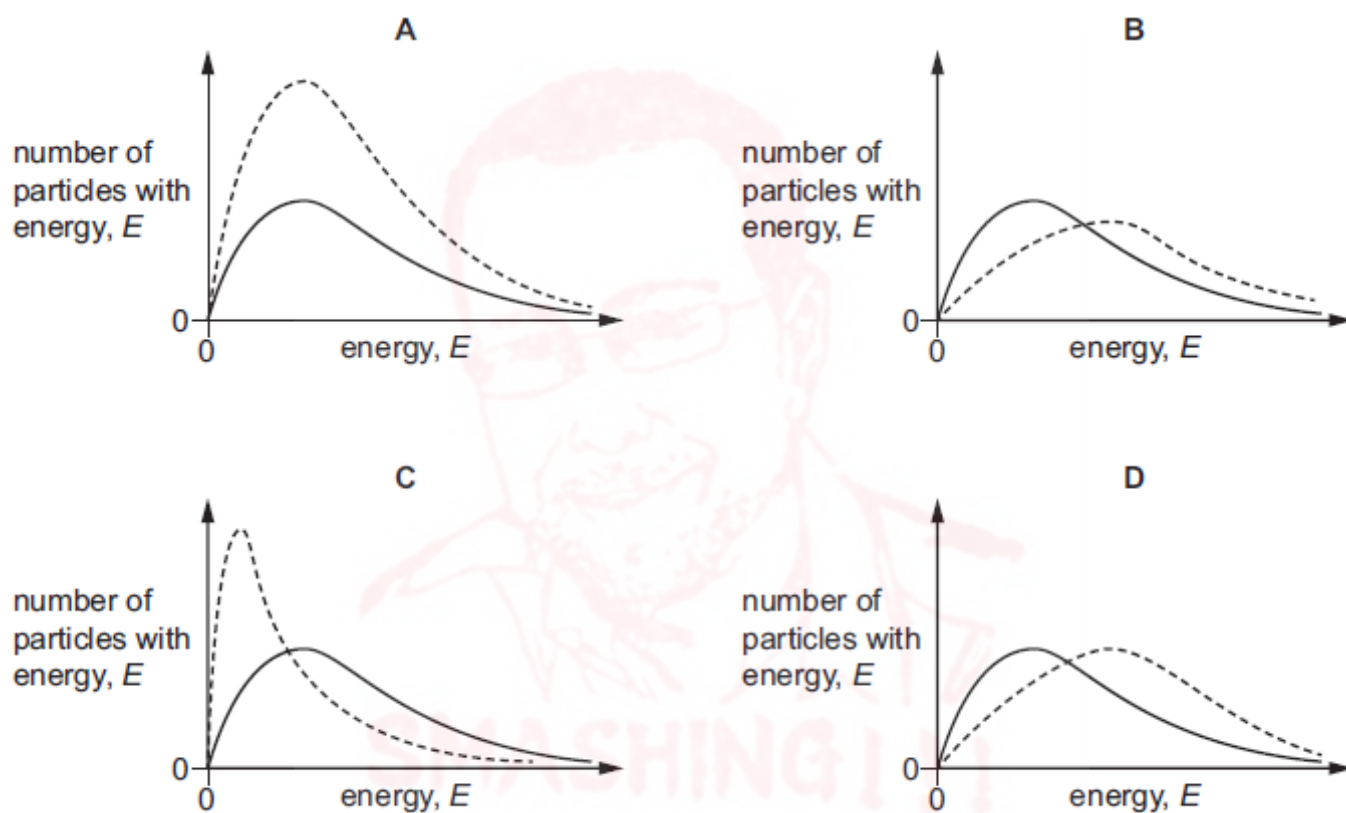 A
number of
particles with
energy, E
0
0
energy, E
B
number of
particles with
energy, E
0
0
energy, E
C
number of
particles with
energy, E
0
0
energy, E
D
number of
particles with
energy, E
0
0
energy, E
SMASHING!!!